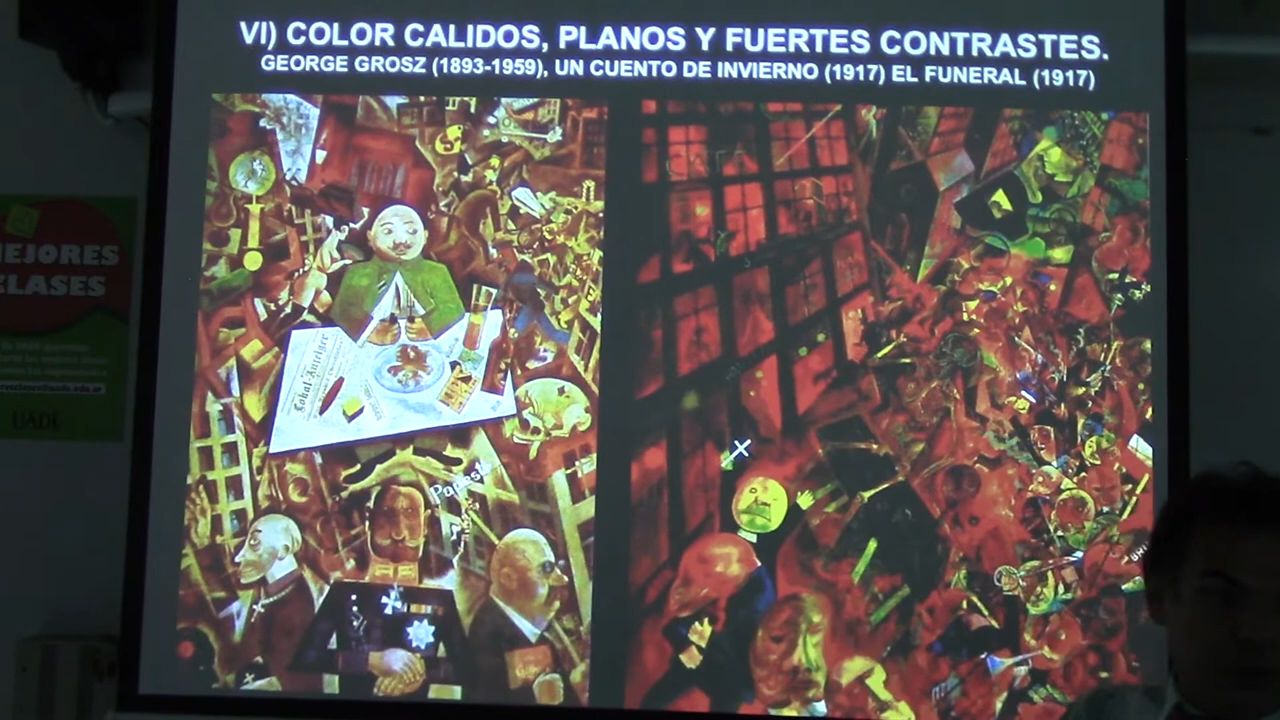 VI) COLOR CALIDOS, PLANOS Y FUERTES CONTRASTES.
GEORGE GROSZ (1893-1959), UN CUENTO DE INVIERNO (1917) EL FUNERAL (1917)
MEJORES
CLASES
UADE
Lokal-Anzeiger